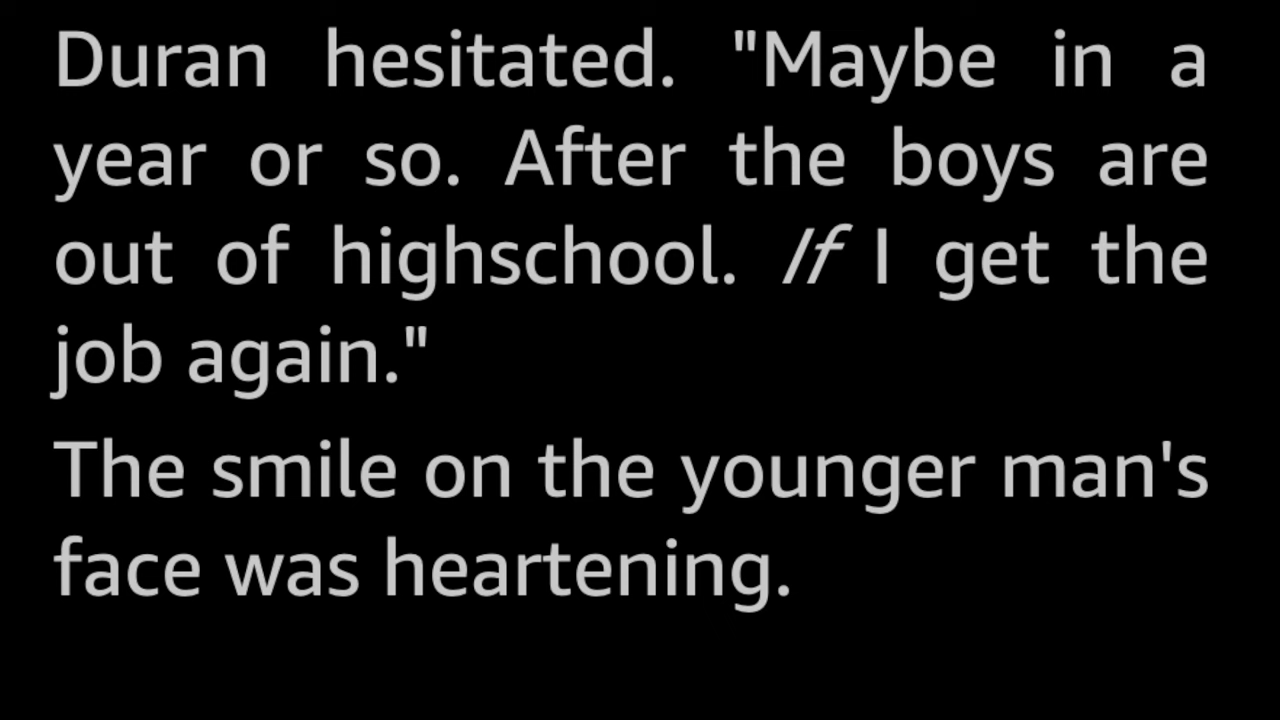 Duran hesitated. "Maybe in a
year or so. After the boys are
out of highschool. If I get the
job again."
The smile on the younger man's
face was heartening.